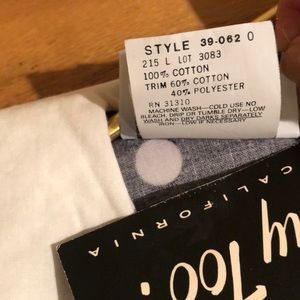 STYLE 39-062 0
215 L LOT 3083
100% COTTON
TRIM 60% COTTON
40% POLYESTER
RN 31310
MACHINE WASH—COLD USE NO
BLEACH. DRIP OR TUMBLE DRY—LOW
WASH AND DRY DARKS SEPARATELY
IRON—LOW IF NEEDED
CALIFORNIA
Too!